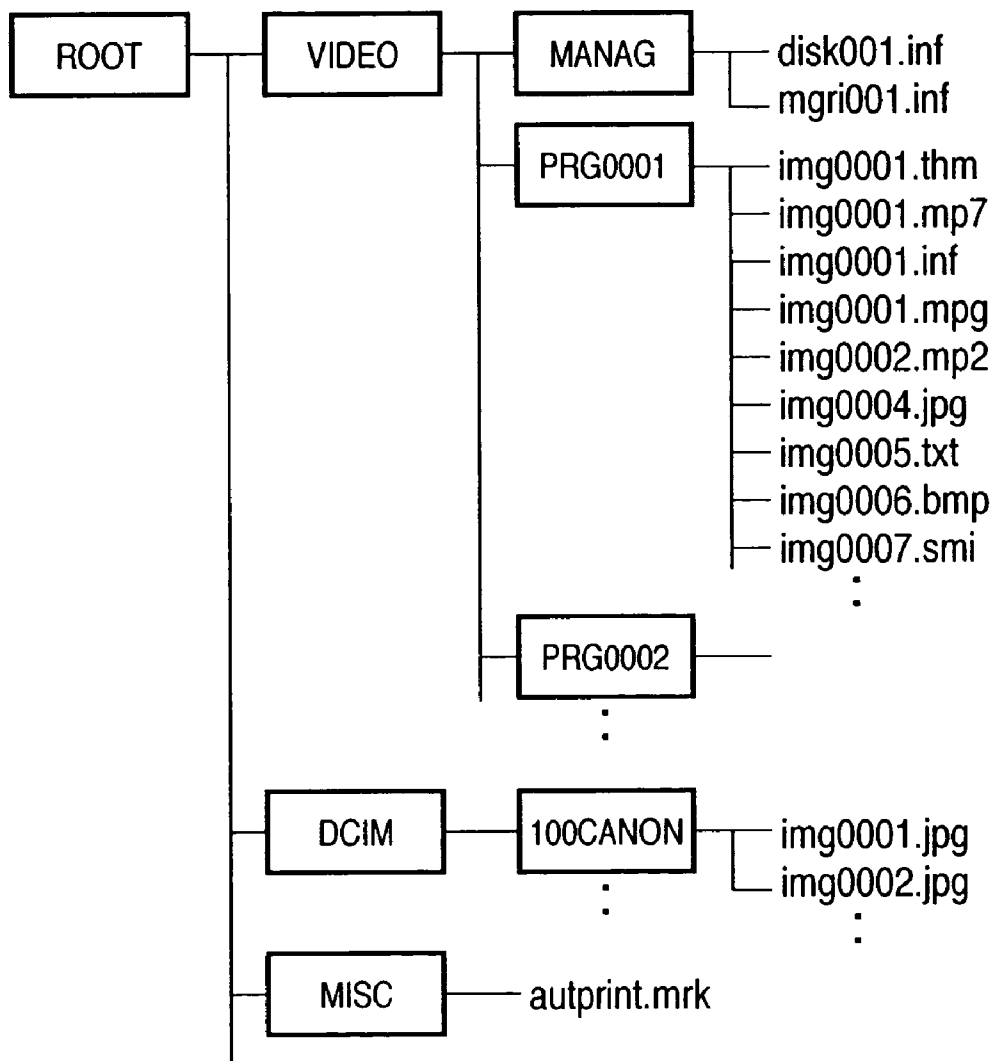 ROOT
VIDEO
MANAG
disk001.inf
mgri001.inf
PRG0001
img0001.thm
img0001.mp7
img0001.inf
img0001.mpg
img0002.mp2
img0004.jpg
img0005.txt
img0006.bmp
img0007.smi
PRG0002
DCIM
100CANON
img0001.jpg
img0002.jpg
MISC
autprint.mrk